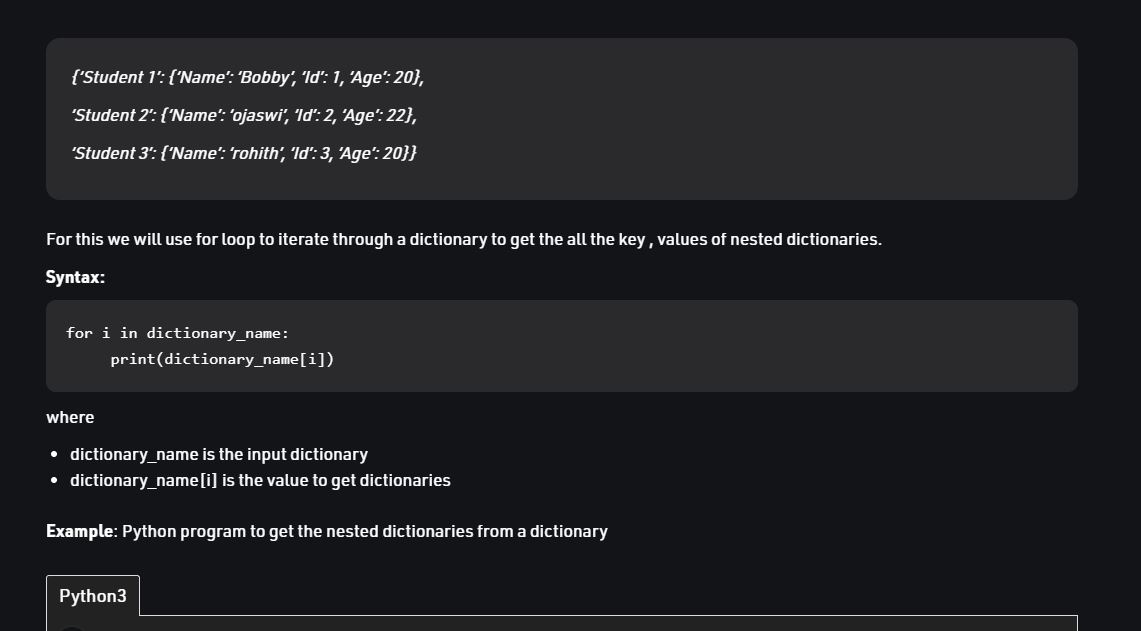 {‘Student 1’: {‘Name’: ‘Bobby’, ‘Id’: 1, ‘Age’: 20},
‘Student 2’: {‘Name’: ‘ojaswi’, ‘Id’: 2, ‘Age’: 22},
‘Student 3’: {‘Name’: ‘rohith’, ‘Id’: 3, ‘Age’: 20}}
For this we will use for loop to iterate through a dictionary to get the all the key , values of nested dictionaries.
Syntax:
for i in dictionary_name:
     print(dictionary_name[i])
where
• dictionary_name is the input dictionary
• dictionary_name[i] is the value to get dictionaries
Example: Python program to get the nested dictionaries from a dictionary
Python3